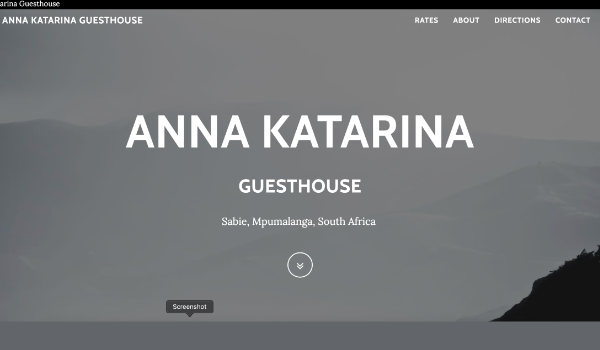 arina Guesthouse
ANNA KATARINA GUESTHOUSE RATES ABOUT DIRECTIONS CONTACT
ANNA KATARINA
GUESTHOUSE
Sabie, Mpumalanga, South Africa
Screenshot